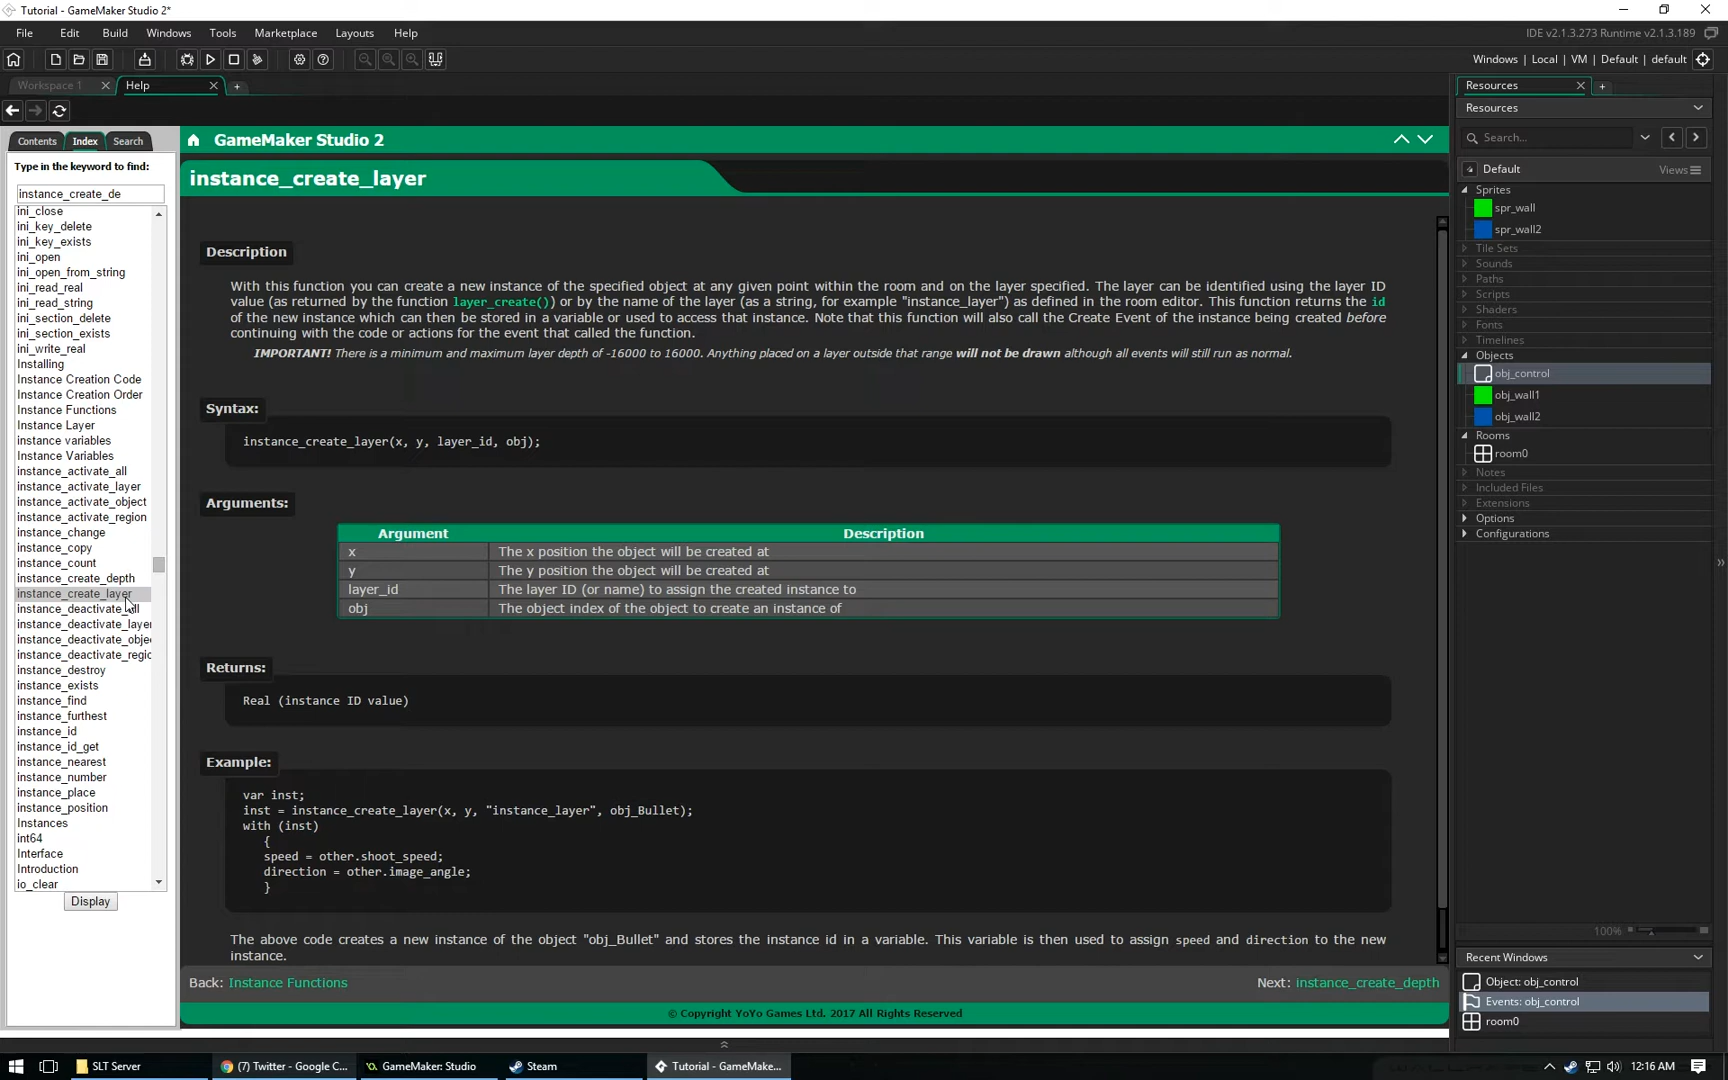 Tutorial - GameMaker Studio 2*
File Edit Build Windows Tools Marketplace Layouts Help
IDE v2.1.3.273 Runtime v2.1.3.189
Windows | Local | VM | Default | default
Workspace 1
Help
Contents Index Search
Type in the keyword to find:
instance_create_de
ini_close
ini_key_delete
ini_key_exists
ini_open
ini_open_from_string
ini_read_real
ini_read_string
ini_section_delete
ini_section_exists
ini_write_real
Installing
Instance Creation Code
Instance Creation Order
Instance Functions
Instance Layer
instance variables
Instance Variables
instance_activate_all
instance_activate_layer
instance_activate_object
instance_activate_region
instance_change
instance_copy
instance_count
instance_create_depth
instance_create_layer
instance_deactivate_all
instance_deactivate_layer
instance_deactivate_objec
instance_deactivate_regio
instance_destroy
instance_exists
instance_find
instance_furthest
instance_id
instance_id_get
instance_nearest
instance_number
instance_place
instance_position
Instances
int64
Interface
Introduction
io_clear
Display
GameMaker Studio 2
instance_create_layer
Description
With this function you can create a new instance of the specified object at any given point within the room and on the layer specified. The layer can be identified using the layer ID
value (as returned by the function layer_create()) or by the name of the layer (as a string, for example "instance_layer") as defined in the room editor. This function returns the id
of the new instance which can then be stored in a variable or used to access that instance. Note that this function will also call the Create Event of the instance being created before
continuing with the code or actions for the event that called the function.
IMPORTANT! There is a minimum and maximum layer depth of -16000 to 16000. Anything placed on a layer outside that range will not be drawn although all events will still run as normal.
Syntax:
instance_create_layer(x, y, layer_id, obj);
Arguments:
Argument Description
x The x position the object will be created at
y The y position the object will be created at
layer_id The layer ID (or name) to assign the created instance to
obj The object index of the object to create an instance of
Returns:
Real (instance ID value)
Example:
var inst;
inst = instance_create_layer(x, y, "instance_layer", obj_Bullet);
with (inst)
{
speed = other.shoot_speed;
direction = other.image_angle;
}
The above code creates a new instance of the object "obj_Bullet" and stores the instance id in a variable. This variable is then used to assign speed and direction to the new
instance.
Back: Instance Functions
Next: instance_create_depth
© Copyright YoYo Games Ltd. 2017 All Rights Reserved
Resources
Resources
Search...
Default
Views
Sprites
spr_wall
spr_wall2
Tile Sets
Sounds
Paths
Scripts
Shaders
Fonts
Timelines
Objects
obj_control
obj_wall1
obj_wall2
Rooms
room0
Notes
Included Files
Extensions
Options
Configurations
100%
Recent Windows
Object: obj_control
Events: obj_control
room0
SLT Server
(7) Twitter - Google C...
GameMaker: Studio
Steam
Tutorial - GameMake...
12:16 AM